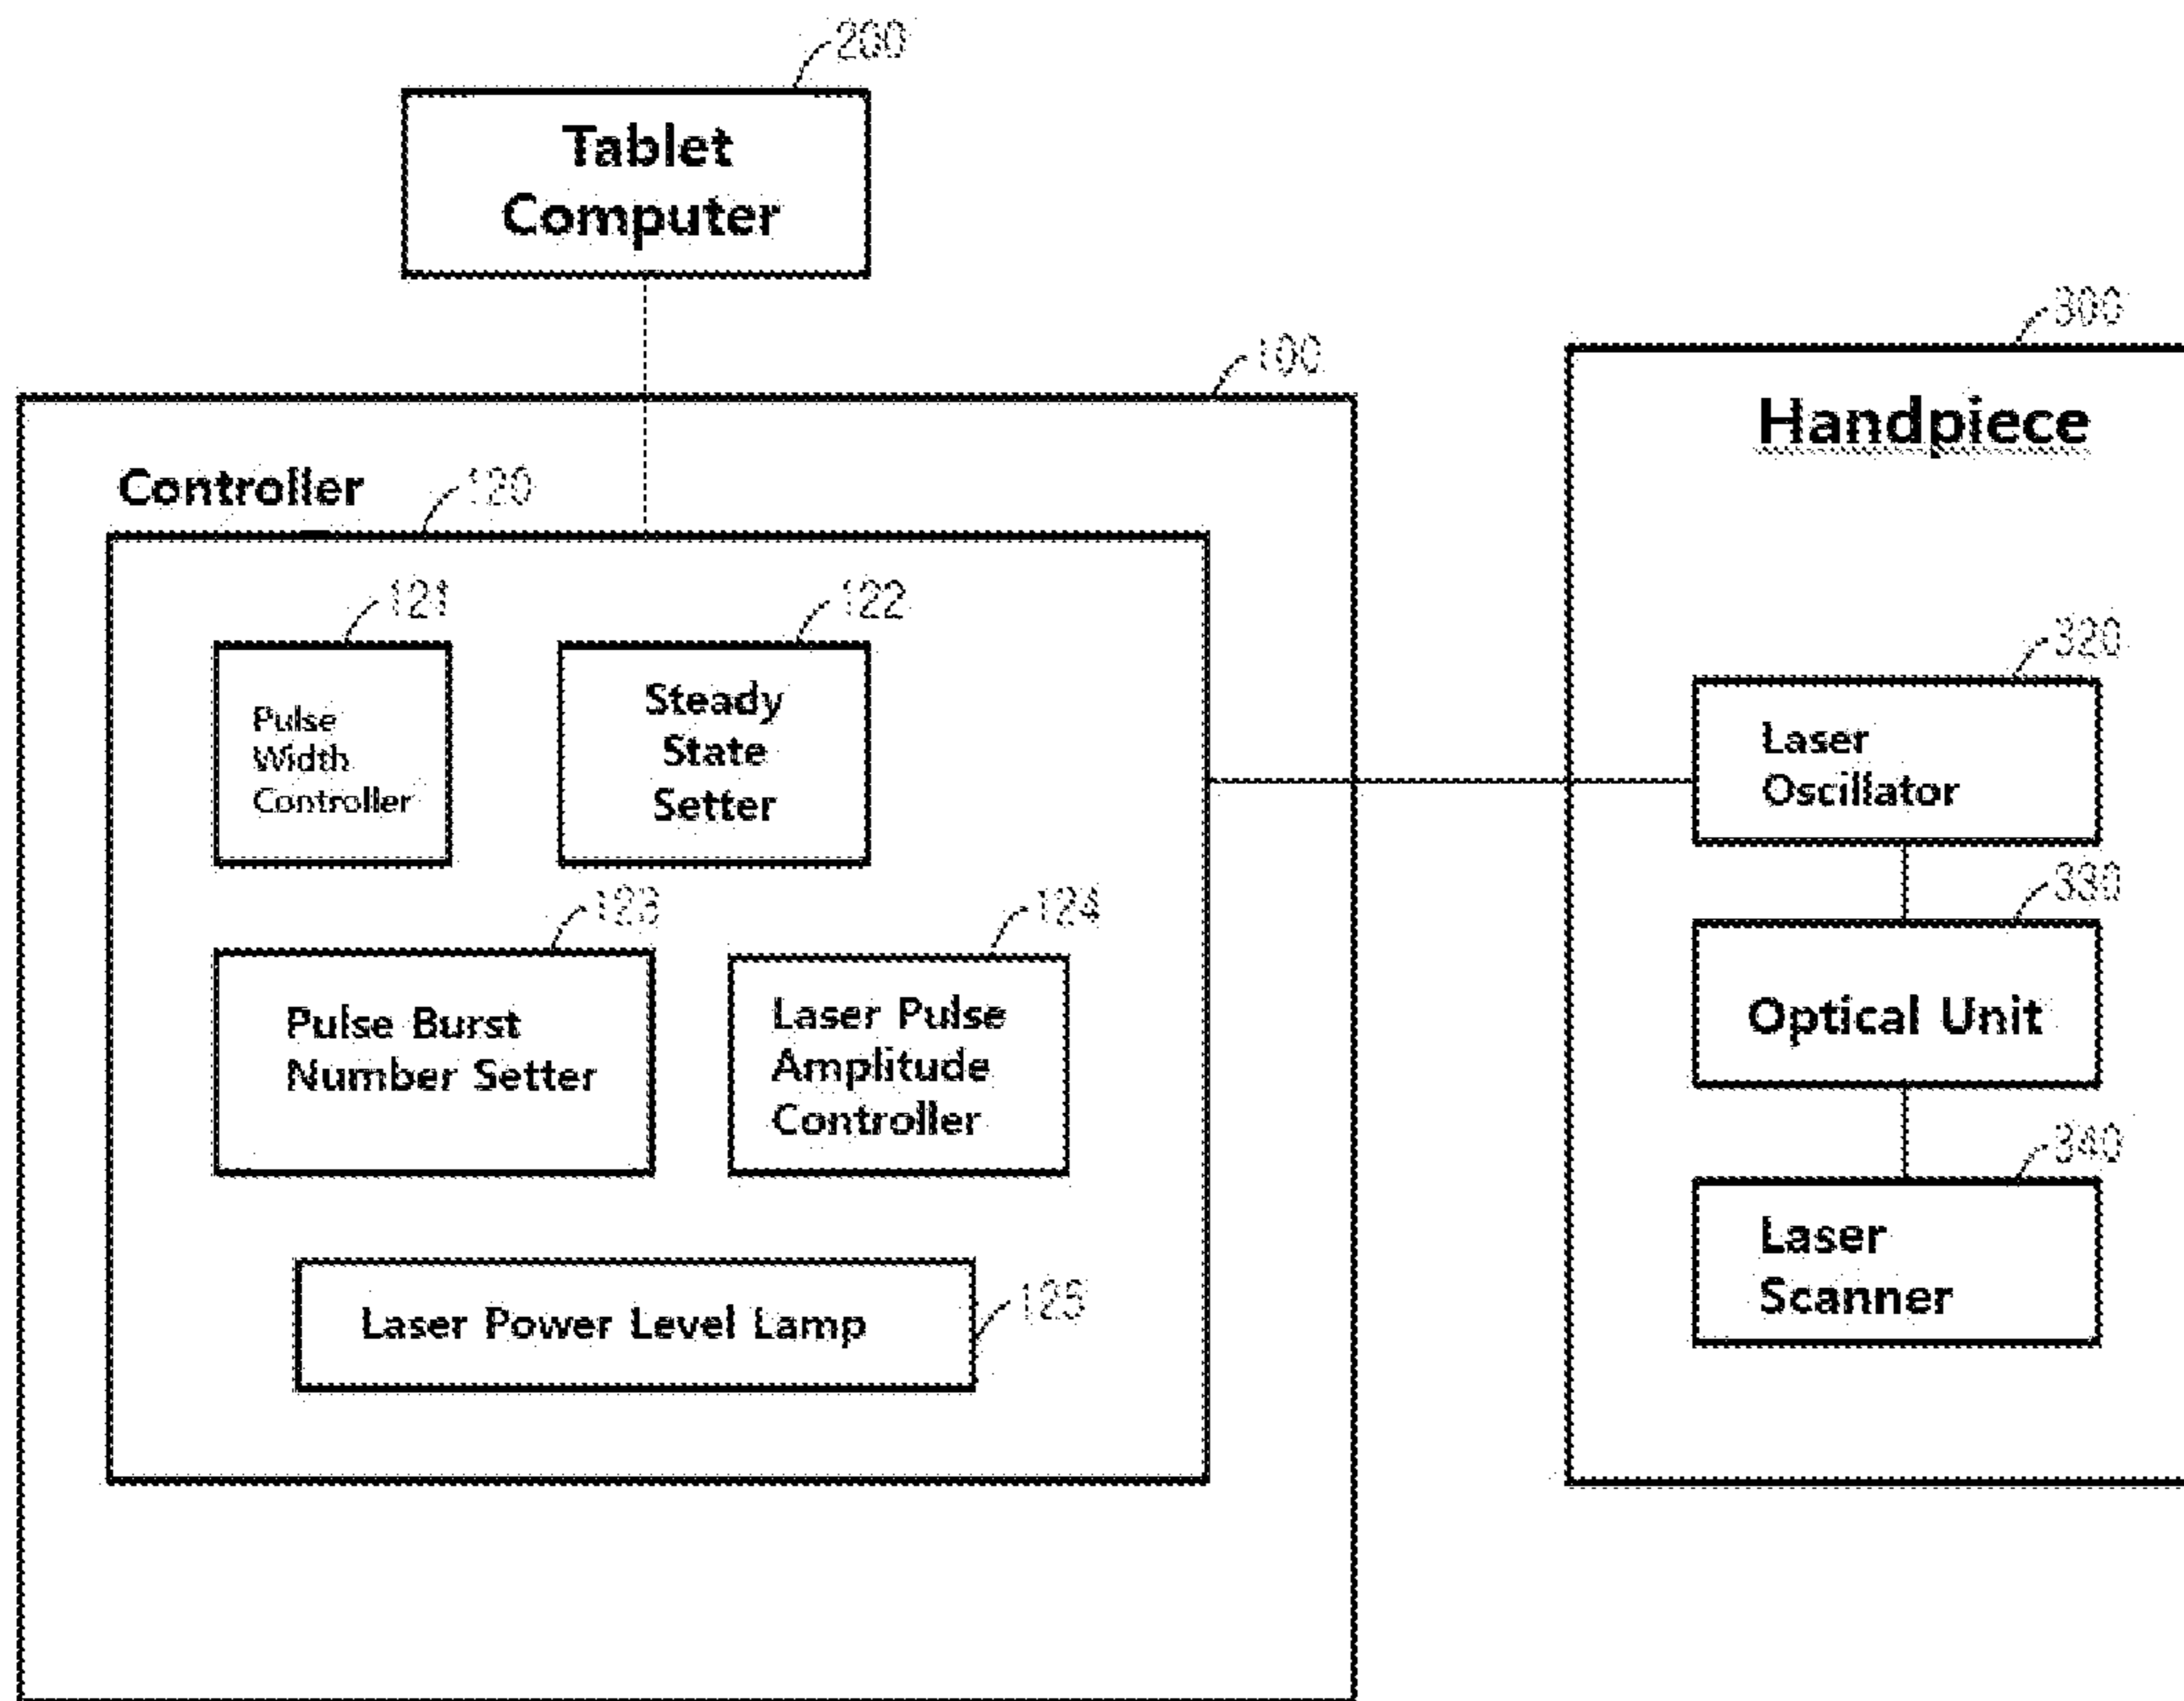 200
Tablet
Computer
100
300
Handpiece
Controller
120
121
122
Pulse
Width
Controller
Steady
State
Setter
320
Laser
Oscillator
123
124
330
Pulse Burst
Number Setter
Laser Pulse
Amplitude
Controller
Optical Unit
340
Laser
Scanner
Laser Power Level Lamp
125